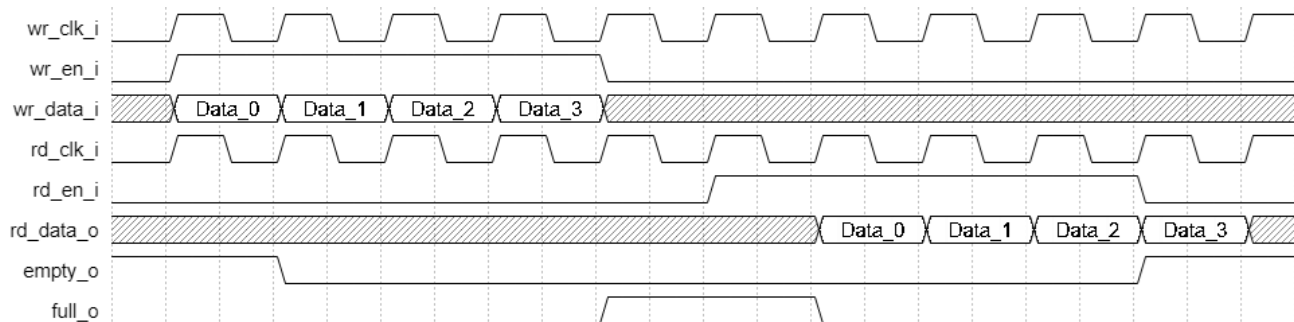 wr_clk_i
wr_en_i
wr_data_i Data_0 Data_1 Data_2 Data_3
rd_clk_i
rd_en_i
rd_data_o Data_0 Data_1 Data_2 Data_3
empty_o
full_o